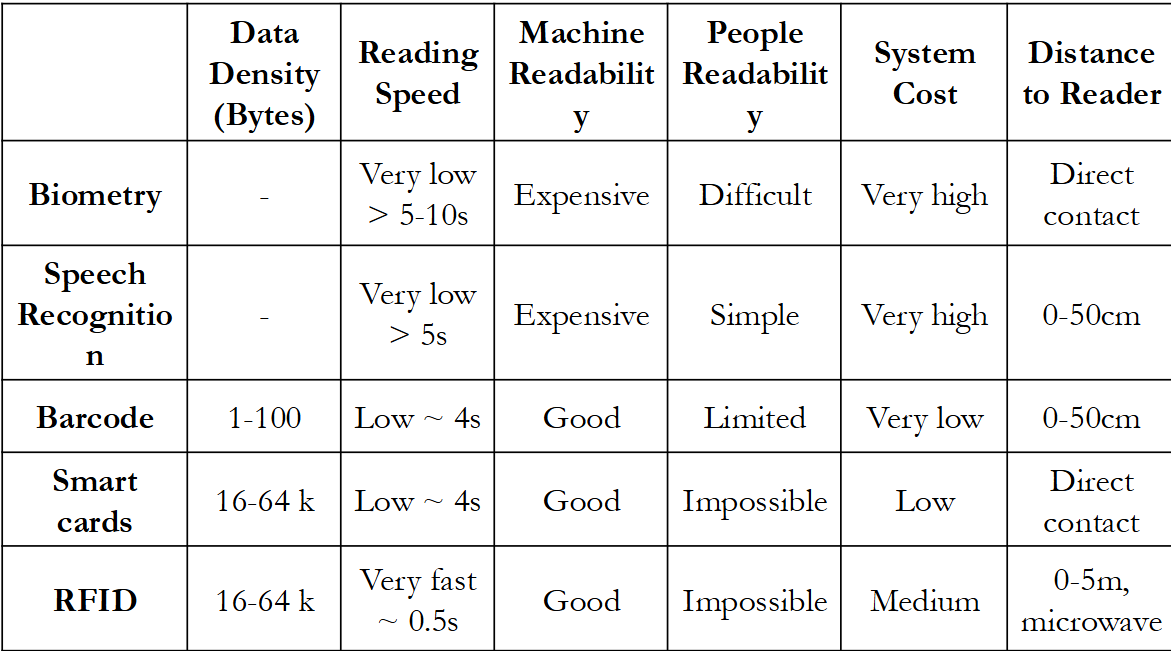 Data Density (Bytes) Reading Speed Machine Readability People Readability System Cost Distance to Reader
Biometry - Very low > 5-10s Expensive Difficult Very high Direct contact
Speech Recognition - Very low > 5s Expensive Simple Very high 0-50cm
Barcode 1-100 Low ~ 4s Good Limited Very low 0-50cm
Smart cards 16-64 k Low ~ 4s Good Impossible Low Direct contact
RFID 16-64 k Very fast ~ 0.5s Good Impossible Medium 0-5m, microwave